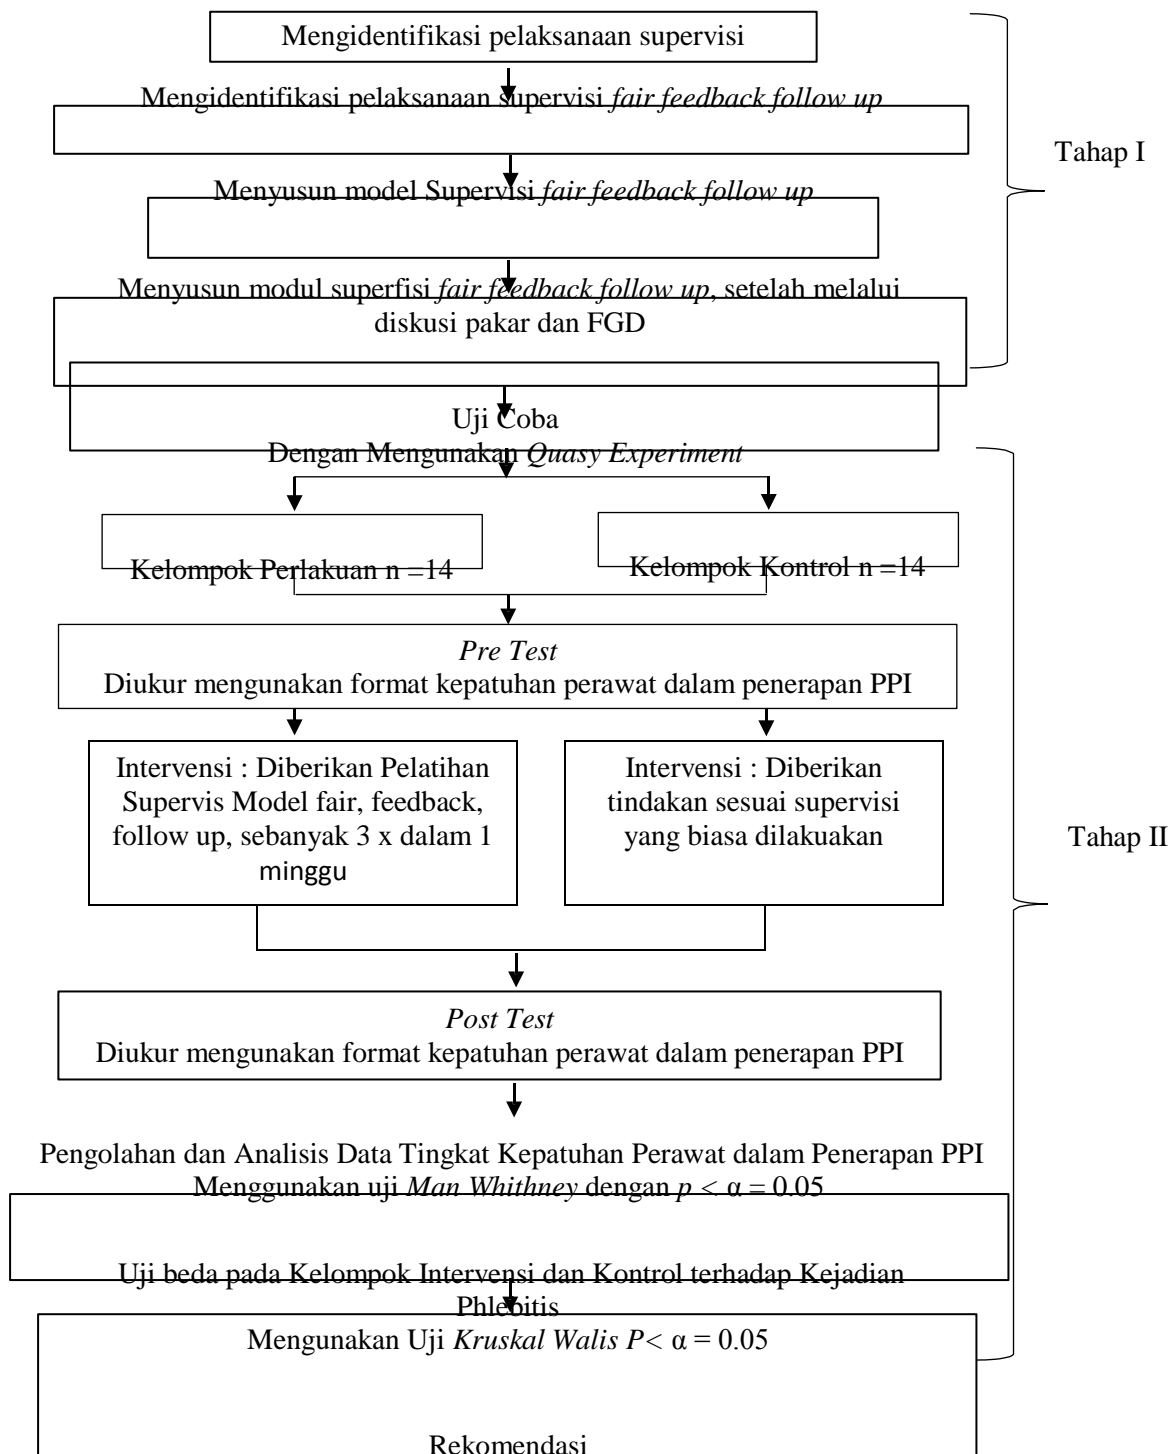 Mengidentifikasi pelaksanaan supervisi
Mengidentifikasi pelaksanaan supervisi fair feedback follow up
Tahap I
Menyusun model Supervisi fair feedback follow up
Menyusun modul superfisi fair feedback follow up, setelah melalui
diskusi pakar dan FGD
Uji Coba
Dengan Mengunakan Quasy Experiment
Kelompok Perlakuan n =14
Kelompok Kontrol n =14
Pre Test
Diukur mengunakan format kepatuhan perawat dalam penerapan PPI
Intervensi : Diberikan Pelatihan
Supervis Model fair, feedback,
follow up, sebanyak 3 x dalam 1
minggu
Intervensi : Diberikan
tindakan sesuai supervisi
yang biasa dilakuakan
Tahap II
Post Test
Diukur mengunakan format kepatuhan perawat dalam penerapan PPI
Pengolahan dan Analisis Data Tingkat Kepatuhan Perawat dalam Penerapan PPI
Menggunakan uji Man Whithney dengan p < α = 0.05
Uji beda pada Kelompok Intervensi dan Kontrol terhadap Kejadian
Phlebitis
Mengunakan Uji Kruskal Walis P< α = 0.05
Rekomendasi